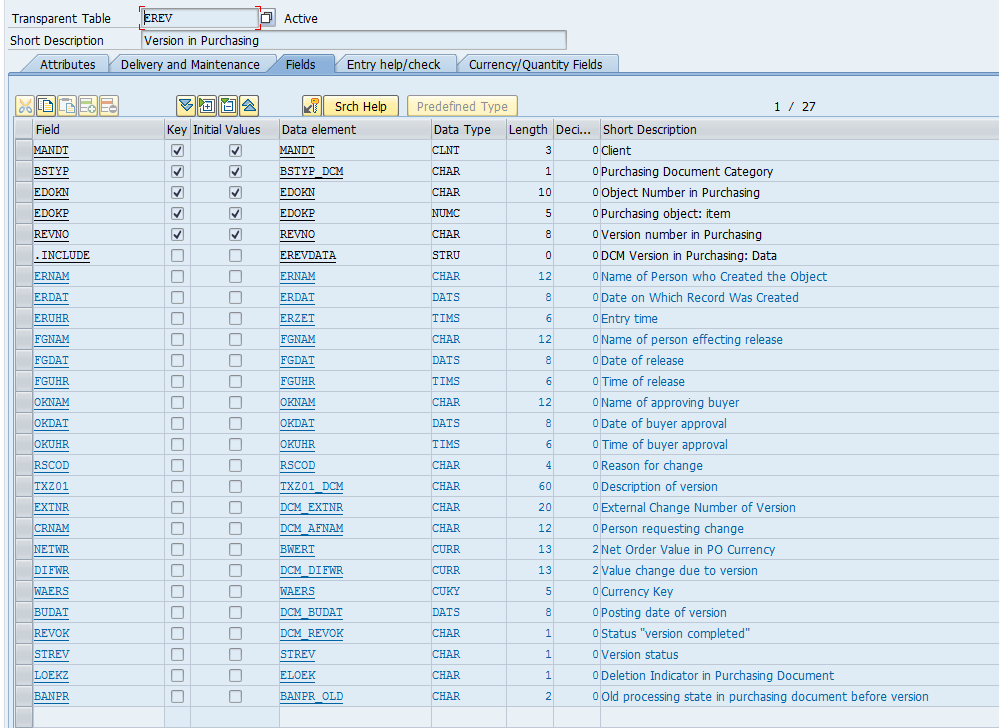 Transparent Table EREV Active
Short Description Version in Purchasing
Attributes Delivery and Maintenance Fields Entry help/check Currency/Quantity Fields
Srch Help Predefined Type 1 / 27
Field Key Initial Values Data element Data Type Length Deci... Short Description
MANDT MANDT CLNT 3 0 Client
BSTYP BSTYP_DCM CHAR 1 0 Purchasing Document Category
EDOKN EDOKN CHAR 10 0 Object Number in Purchasing
EDOKP EDOKP NUMC 5 0 Purchasing object: item
REVNO REVNO CHAR 8 0 Version number in Purchasing
.INCLUDE EREVDATA STRU 0 0 DCM Version in Purchasing: Data
ERNAM ERNAM CHAR 12 0 Name of Person who Created the Object
ERDAT ERDAT DATS 8 0 Date on Which Record Was Created
ERUHR ERZET TIMS 6 0 Entry time
FGNAM FGNAM CHAR 12 0 Name of person effecting release
FGDAT FGDAT DATS 8 0 Date of release
FGUHR FGUHR TIMS 6 0 Time of release
OKNAM OKNAM CHAR 12 0 Name of approving buyer
OKDAT OKDAT DATS 8 0 Date of buyer approval
OKUHR OKUHR TIMS 6 0 Time of buyer approval
RSCOD RSCOD CHAR 4 0 Reason for change
TXZ01 TXZ01_DCM CHAR 60 0 Description of version
EXTNR DCM_EXTNR CHAR 20 0 External Change Number of Version
CRNAM DCM_AFNAM CHAR 12 0 Person requesting change
NETWR BWERT CURR 13 2 Net Order Value in PO Currency
DIFWR DCM_DIFWR CURR 13 2 Value change due to version
WAERS WAERS CUKY 5 0 Currency Key
BUDAT DCM_BUDAT DATS 8 0 Posting date of version
REVOK DCM_REVOK CHAR 1 0 Status "version completed"
STREV STREV CHAR 1 0 Version status
LOEKZ ELOEK CHAR 1 0 Deletion Indicator in Purchasing Document
BANPR BANPR_OLD CHAR 2 0 Old processing state in purchasing document before version